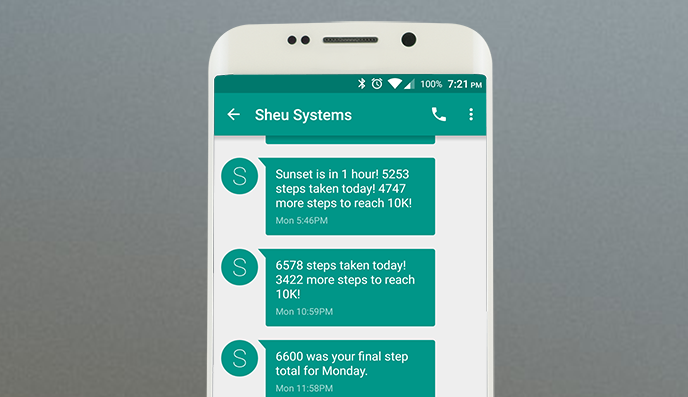 100% 7:21 PM
Sheu Systems
S
Sunset is in 1 hour! 5253
steps taken today! 4747
more steps to reach 10K!
Mon 5:46PM
S
6578 steps taken today!
3422 more steps to reach
10K!
Mon 10:59PM
S
6600 was your final step
total for Monday.
Mon 11:58PM